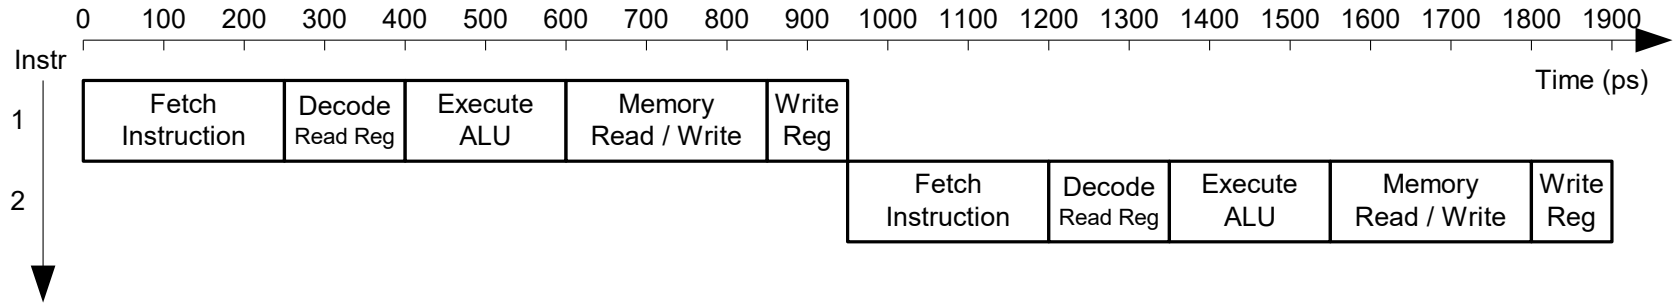 0 100 200 300 400 500 600 700 800 900 1000 1100 1200 1300 1400 1500 1600 1700 1800 1900
Instr
Time (ps)
1
Fetch
Instruction
Decode
Read Reg
Execute
ALU
Memory
Read / Write
Write
Reg
2
Fetch
Instruction
Decode
Read Reg
Execute
ALU
Memory
Read / Write
Write
Reg